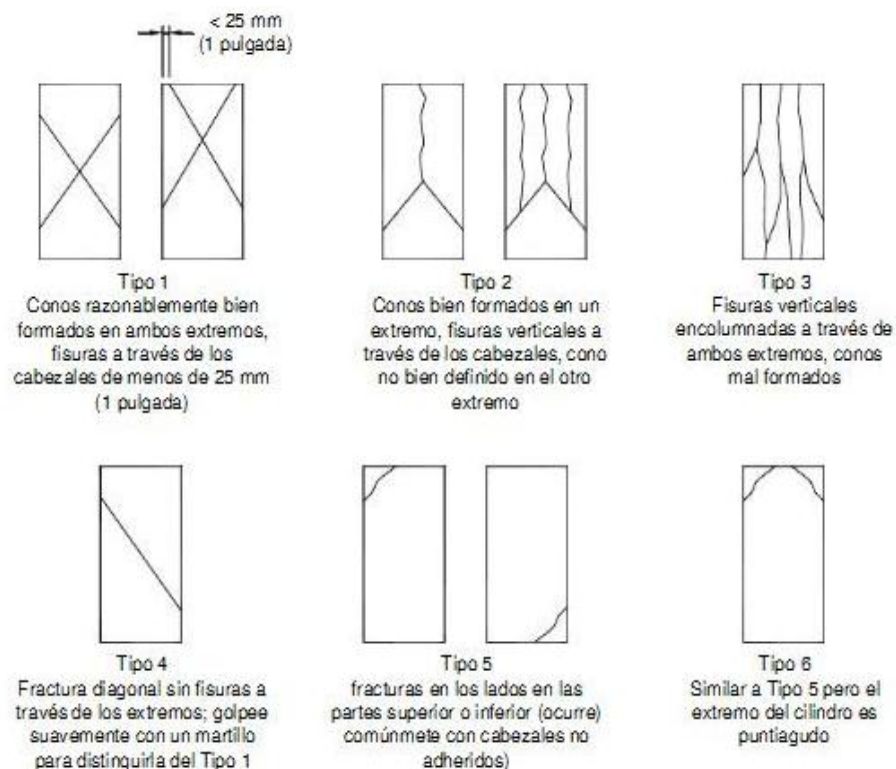 < 25 mm
(1 pulgada)
Tipo 1
Conos razonablemente bien
formados en ambos extremos,
fisuras a través de los
cabezales de menos de 25 mm
(1 pulgada)
Tipo 2
Conos bien formados en un
extremo, fisuras verticales a
través de los cabezales, cono
no bien definido en el otro
extremo
Tipo 3
Fisuras verticales
encolumnadas a través de
ambos extremos, conos
mal formados
Tipo 4
Fractura diagonal sin fisuras a
través de los extremos; golpee
suavemente con un martillo
para distinguirla del Tipo 1
Tipo 5
fracturas en los lados en las
partes superior o inferior (ocurre)
comúnmete con cabezales no
adheridos)
Tipo 6
Similar a Tipo 5 pero el
extremo del cilindro es
puntiagudo